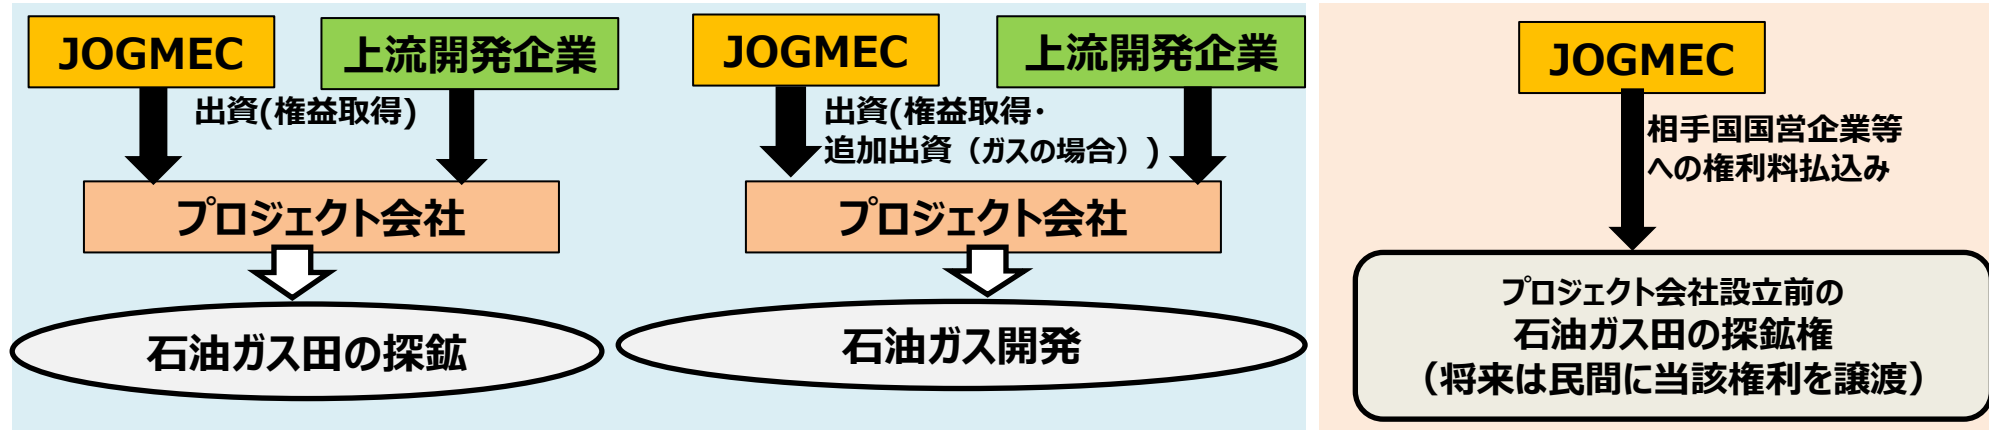 JOGMEC
上流開発企業
出資(権益取得)
プロジェクト会社
石油ガス田の探鉱
JOGMEC
上流開発企業
出資(権益取得・
追加出資（ガスの場合）)
プロジェクト会社
石油ガス開発
JOGMEC
相手国国営企業等
への権利料払込み
プロジェクト会社設立前の
石油ガス田の探鉱権
（将来は民間に当該権利を譲渡）